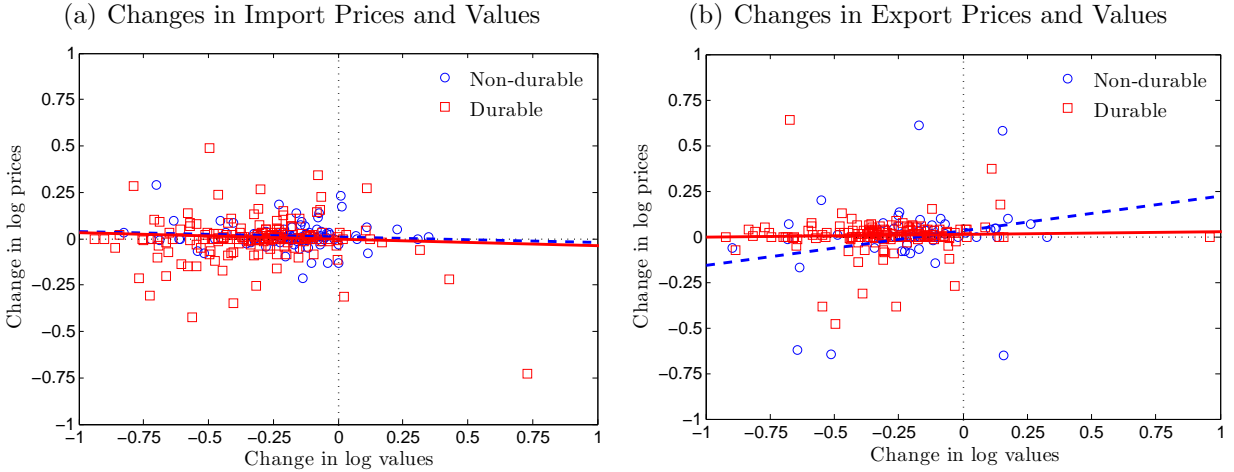 (a) Changes in Import Prices and Values
1
0.75
0.5
0.25
0
−0.25
−0.5
−0.75
−1
−1 −0.75 −0.5 −0.25 0 0.25 0.5 0.75 1
Change in log prices
Change in log values
Non-durable
Durable
(b) Changes in Export Prices and Values
1
0.75
0.5
0.25
0
−0.25
−0.5
−0.75
−1
−1 −0.75 −0.5 −0.25 0 0.25 0.5 0.75 1
Change in log prices
Change in log values
Non-durable
Durable